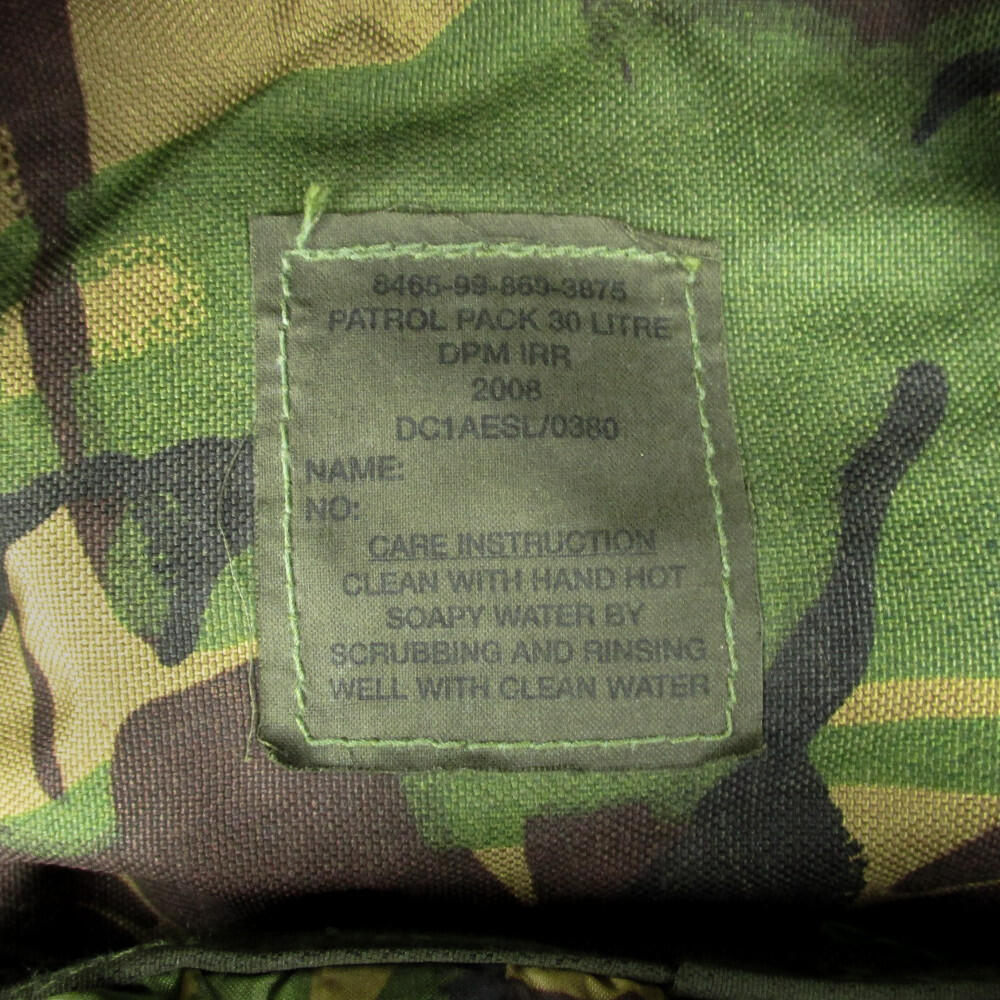 8465-99-869-3875
PATROL PACK 30 LITRE
DPM IRR
2008
DC1AESL/0380
NAME:
NO:
CARE INSTRUCTION
CLEAN WITH HAND HOT
SOAPY WATER BY
SCRUBBING AND RINSING
WELL WITH CLEAN WATER